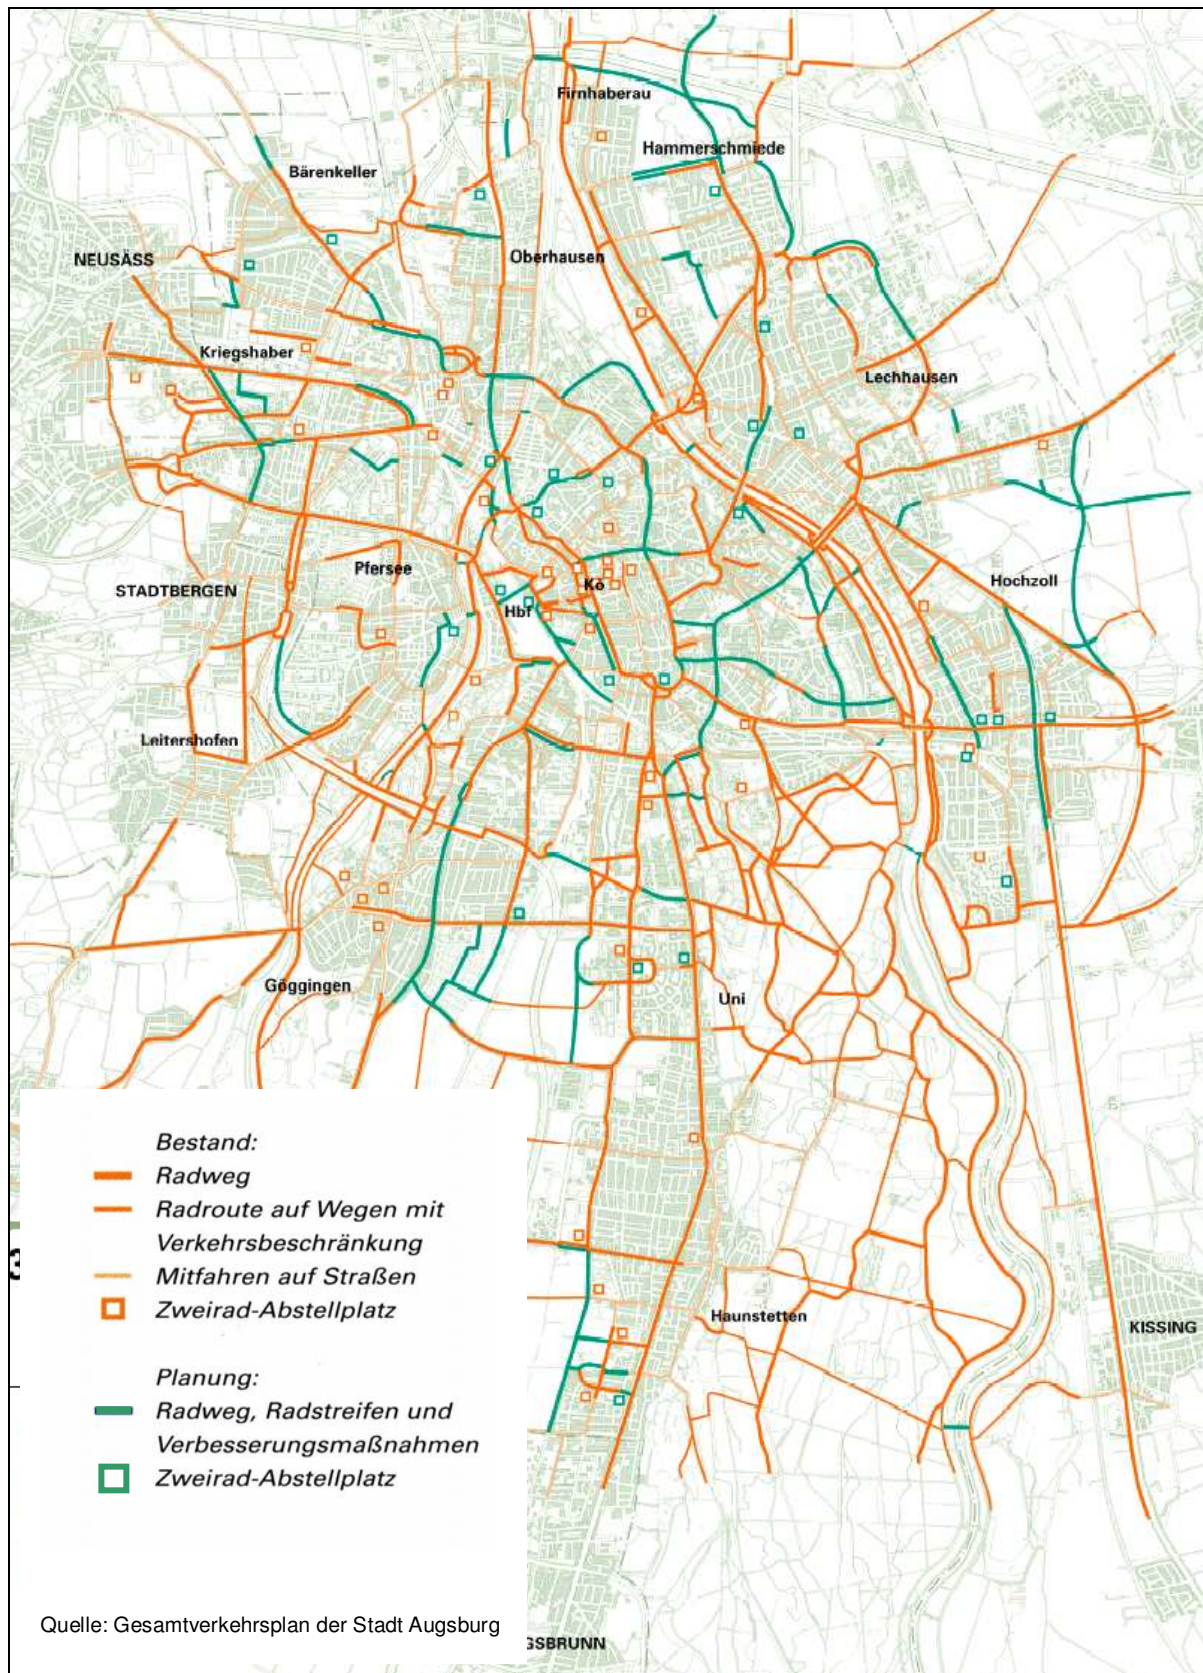 Firnhaberau
Hammerschmiede
Bärenkeller
NEUSÄSS
Oberhausen
Kriegshaber
Lechhausen
Pfersee
STADTBERGEN
Kö
Hbf
Hochzoll
Leitershofen
Göggingen
Uni
Bestand:
Radweg
Radroute auf Wegen mit
Verkehrsbeschränkung
Mitfahren auf Straßen
Zweirad-Abstellplatz
Haunstetten
KISSING
Planung:
Radweg, Radstreifen und
Verbesserungsmaßnahmen
Zweirad-Abstellplatz
Quelle: Gesamtverkehrsplan der Stadt Augsburg
GSBRUNN